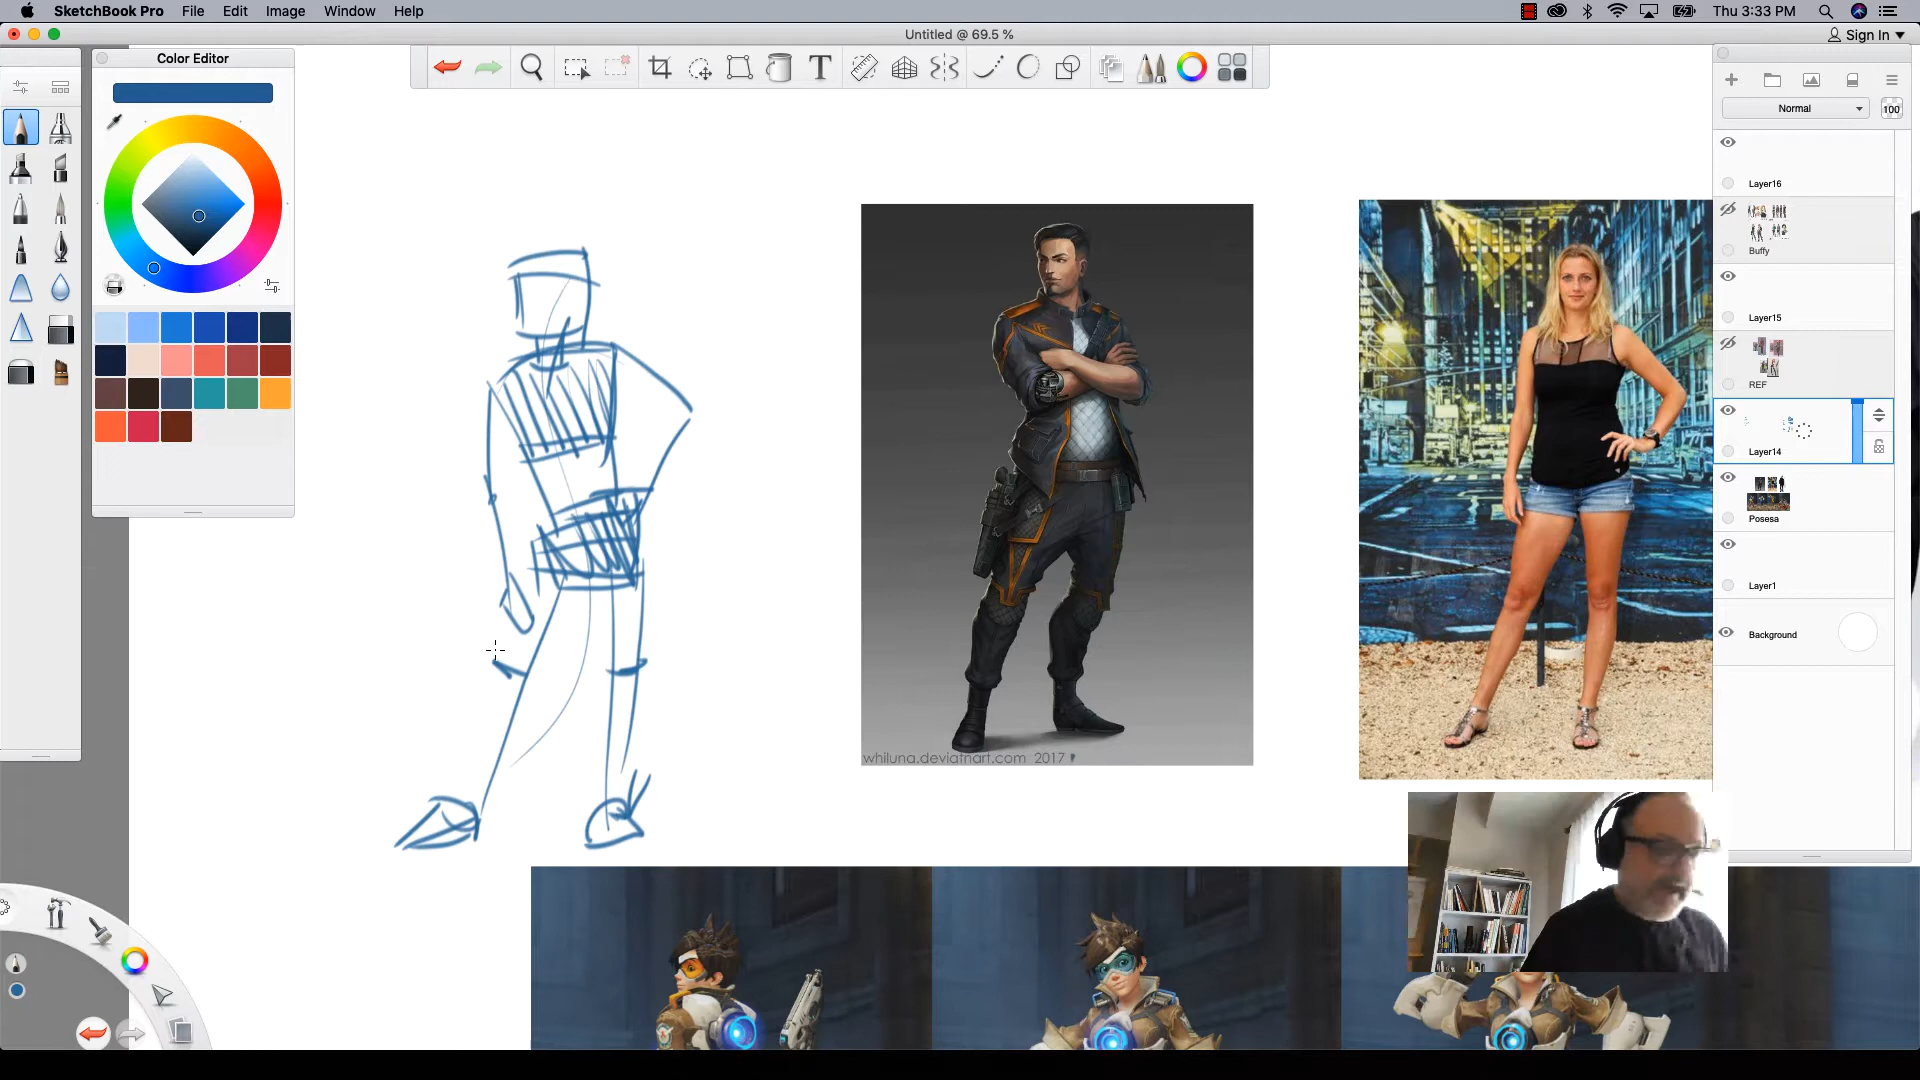 SketchBook Pro File Edit Image Window Help
Thu 3:33 PM
Untitled @ 69.5 %
Sign In
Color Editor
Normal
100
Layer16
Buffy
Layer15
REF
Layer14
Posesa
Layer1
Background
T
whiluna.deviatnart.com 2017